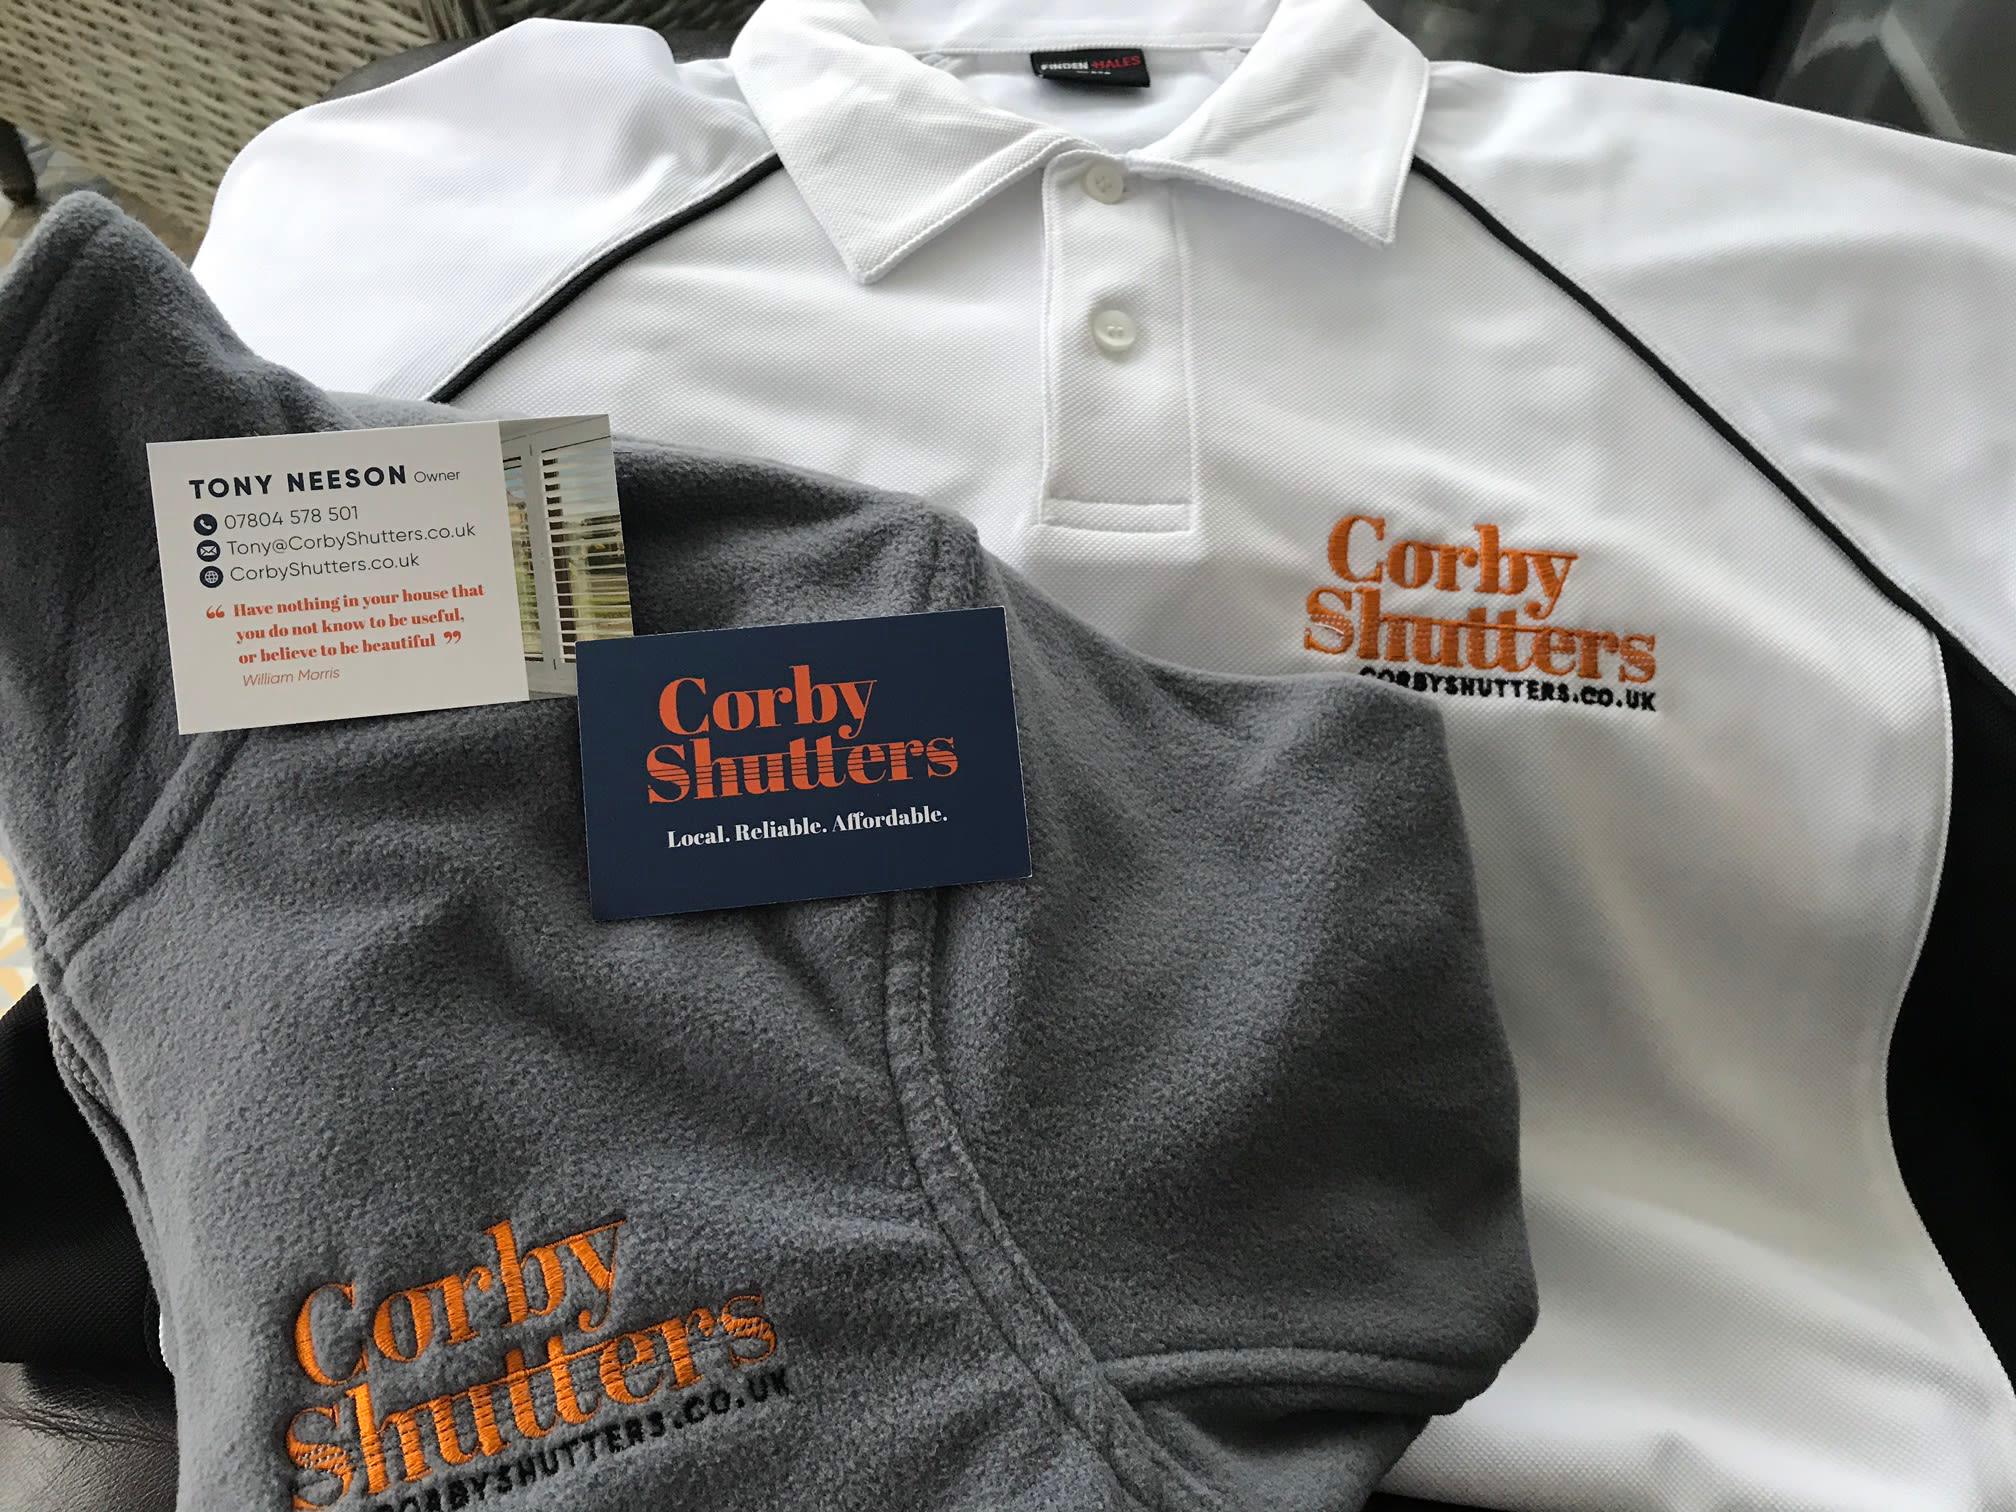 FINDEN+HALES
TONY NEESON Owner
07804 578 501
Tony@CorbyShutters.co.uk
CorbyShutters.co.uk
“ Have nothing in your house that
you do not know to be useful,
or believe to be beautiful ”
William Morris
Corby
Shutters
Local. Reliable. Affordable.
Corby
Shutters
CORBYSHUTTERS.CO.UK
Corby
Shutters
CORBYSHUTTERS.CO.UK